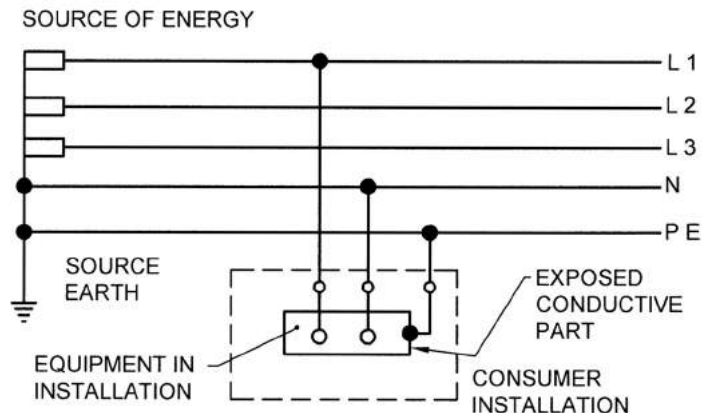 SOURCE OF ENERGY
L 1
L 2
L 3
N
P E
SOURCE
EARTH
EXPOSED
CONDUCTIVE
PART
EQUIPMENT IN
INSTALLATION
CONSUMER
INSTALLATION